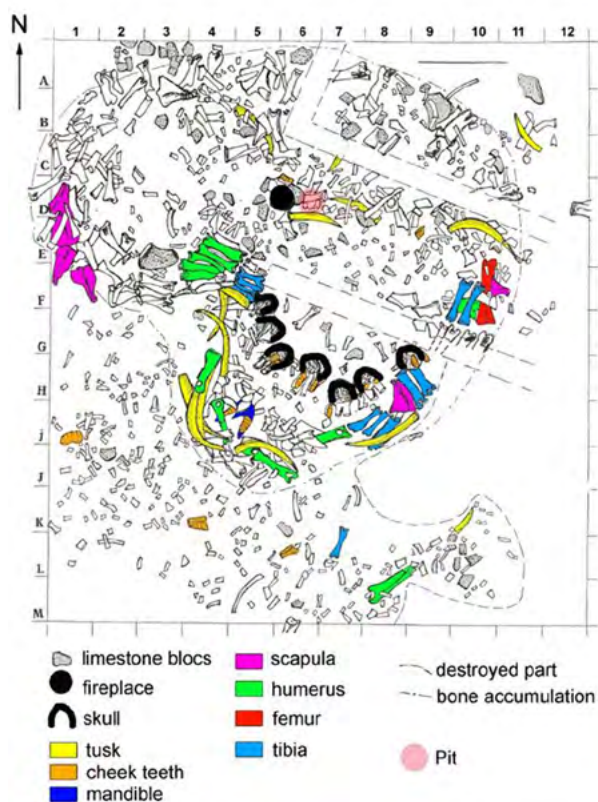 N
1 2 3 4 5 6 7 8 9 10 11 12
A
B
C
D
E
F
G
H
j
J
K
L
M
limestone blocs
fireplace
skull
tusk
cheek teeth
mandible
scapula
humerus
femur
tibia
destroyed part
bone accumulation
Pit